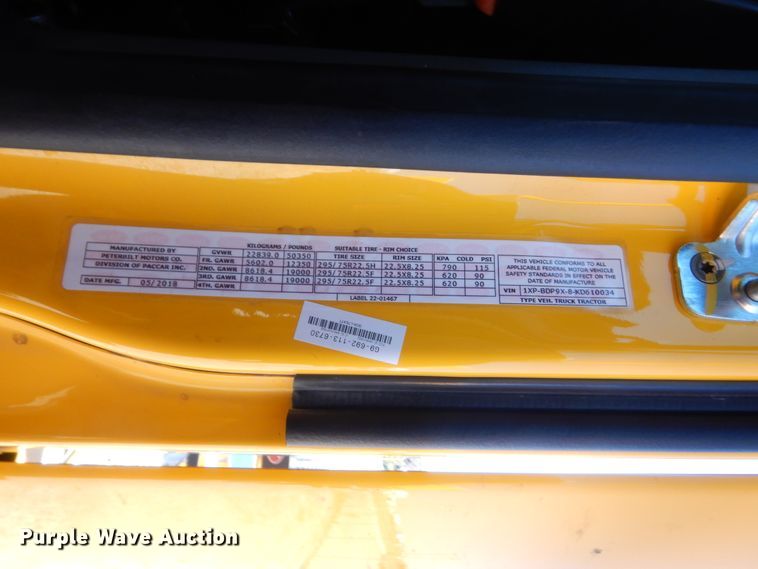 MANUFACTURED BY
PETERBILT MOTORS CO.
DIVISION OF PACCAR INC.
DATE MFG. 05/2018
KILOGRAMS / POUNDS SUITABLE TIRE - RIM CHOICE
GVWR 22839.0 50350 TIRE SIZE RIM SIZE KPA COLD PSI
FR. GAWR 5602.0 12350 295/75R22.5H 22.5X8.25 790 115
2ND. GAWR 8618.4 19000 295/75R22.5F 22.5X8.25 620 90
3RD. GAWR 8618.4 19000 295/75R22.5F 22.5X8.25 620 90
4TH. GAWR
LABEL 22-01467
THIS VEHICLE CONFORMS TO ALL
APPLICABLE FEDERAL MOTOR VEHICLE
SAFETY STANDARDS IN EFFECT ON THE
DATE OF MANUFACTURE
VIN 1XP-BDP9X-8-KD610034
TYPE VEH. TRUCK TRACTOR
G9-692-113-6730
Purple Wave Auction